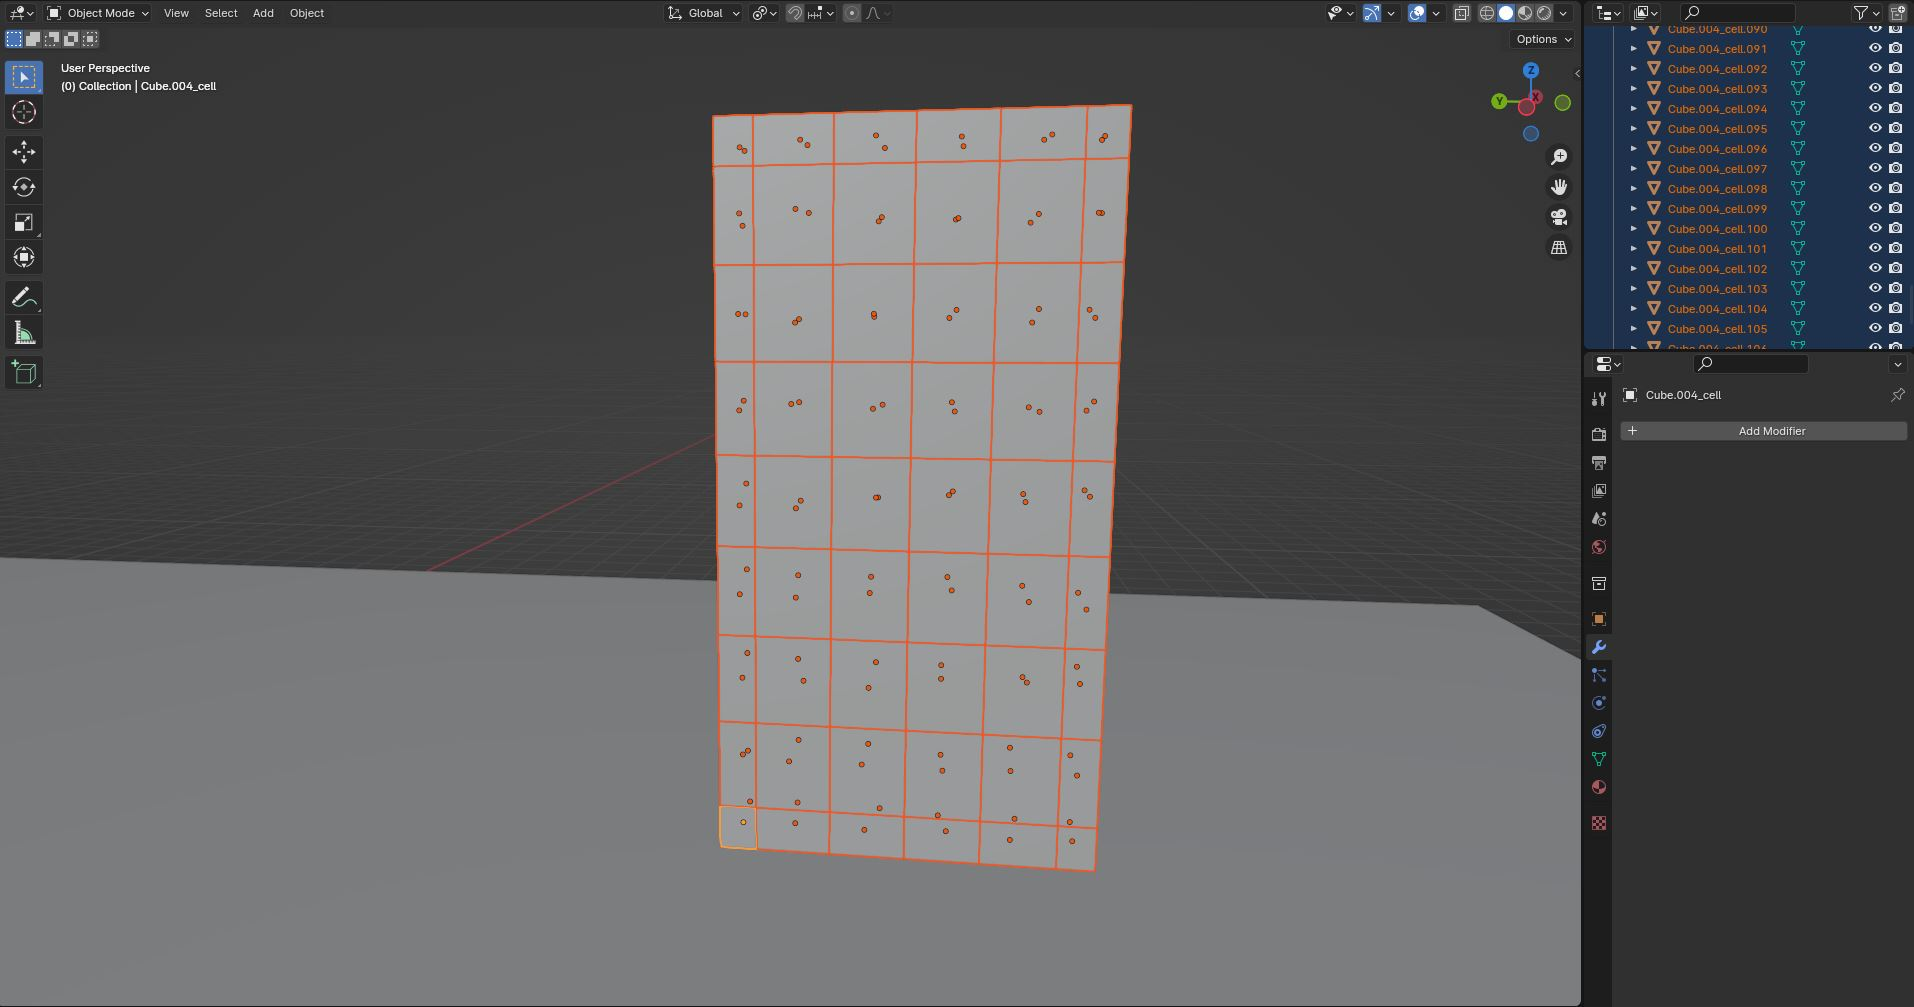 Object Mode
View
Select
Add
Object
Global
Options
User Perspective
(0) Collection | Cube.004_cell
Z
Y
X
Cube.004_cell.090
Cube.004_cell.091
Cube.004_cell.092
Cube.004_cell.093
Cube.004_cell.094
Cube.004_cell.095
Cube.004_cell.096
Cube.004_cell.097
Cube.004_cell.098
Cube.004_cell.099
Cube.004_cell.100
Cube.004_cell.101
Cube.004_cell.102
Cube.004_cell.103
Cube.004_cell.104
Cube.004_cell.105
Cube.004_cell.106
Cube.004_cell
Add Modifier